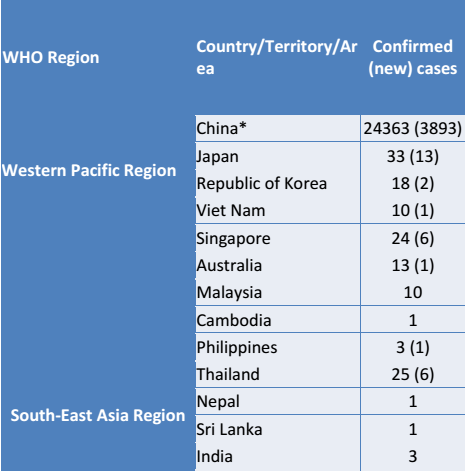 WHO Region
Country/Territory/Ar
ea
Confirmed
(new) cases
Western Pacific Region
China* 24363 (3893)
Japan 33 (13)
Republic of Korea 18 (2)
Viet Nam 10 (1)
Singapore 24 (6)
Australia 13 (1)
Malaysia 10
Cambodia 1
Philippines 3 (1)
South-East Asia Region
Thailand 25 (6)
Nepal 1
Sri Lanka 1
India 3